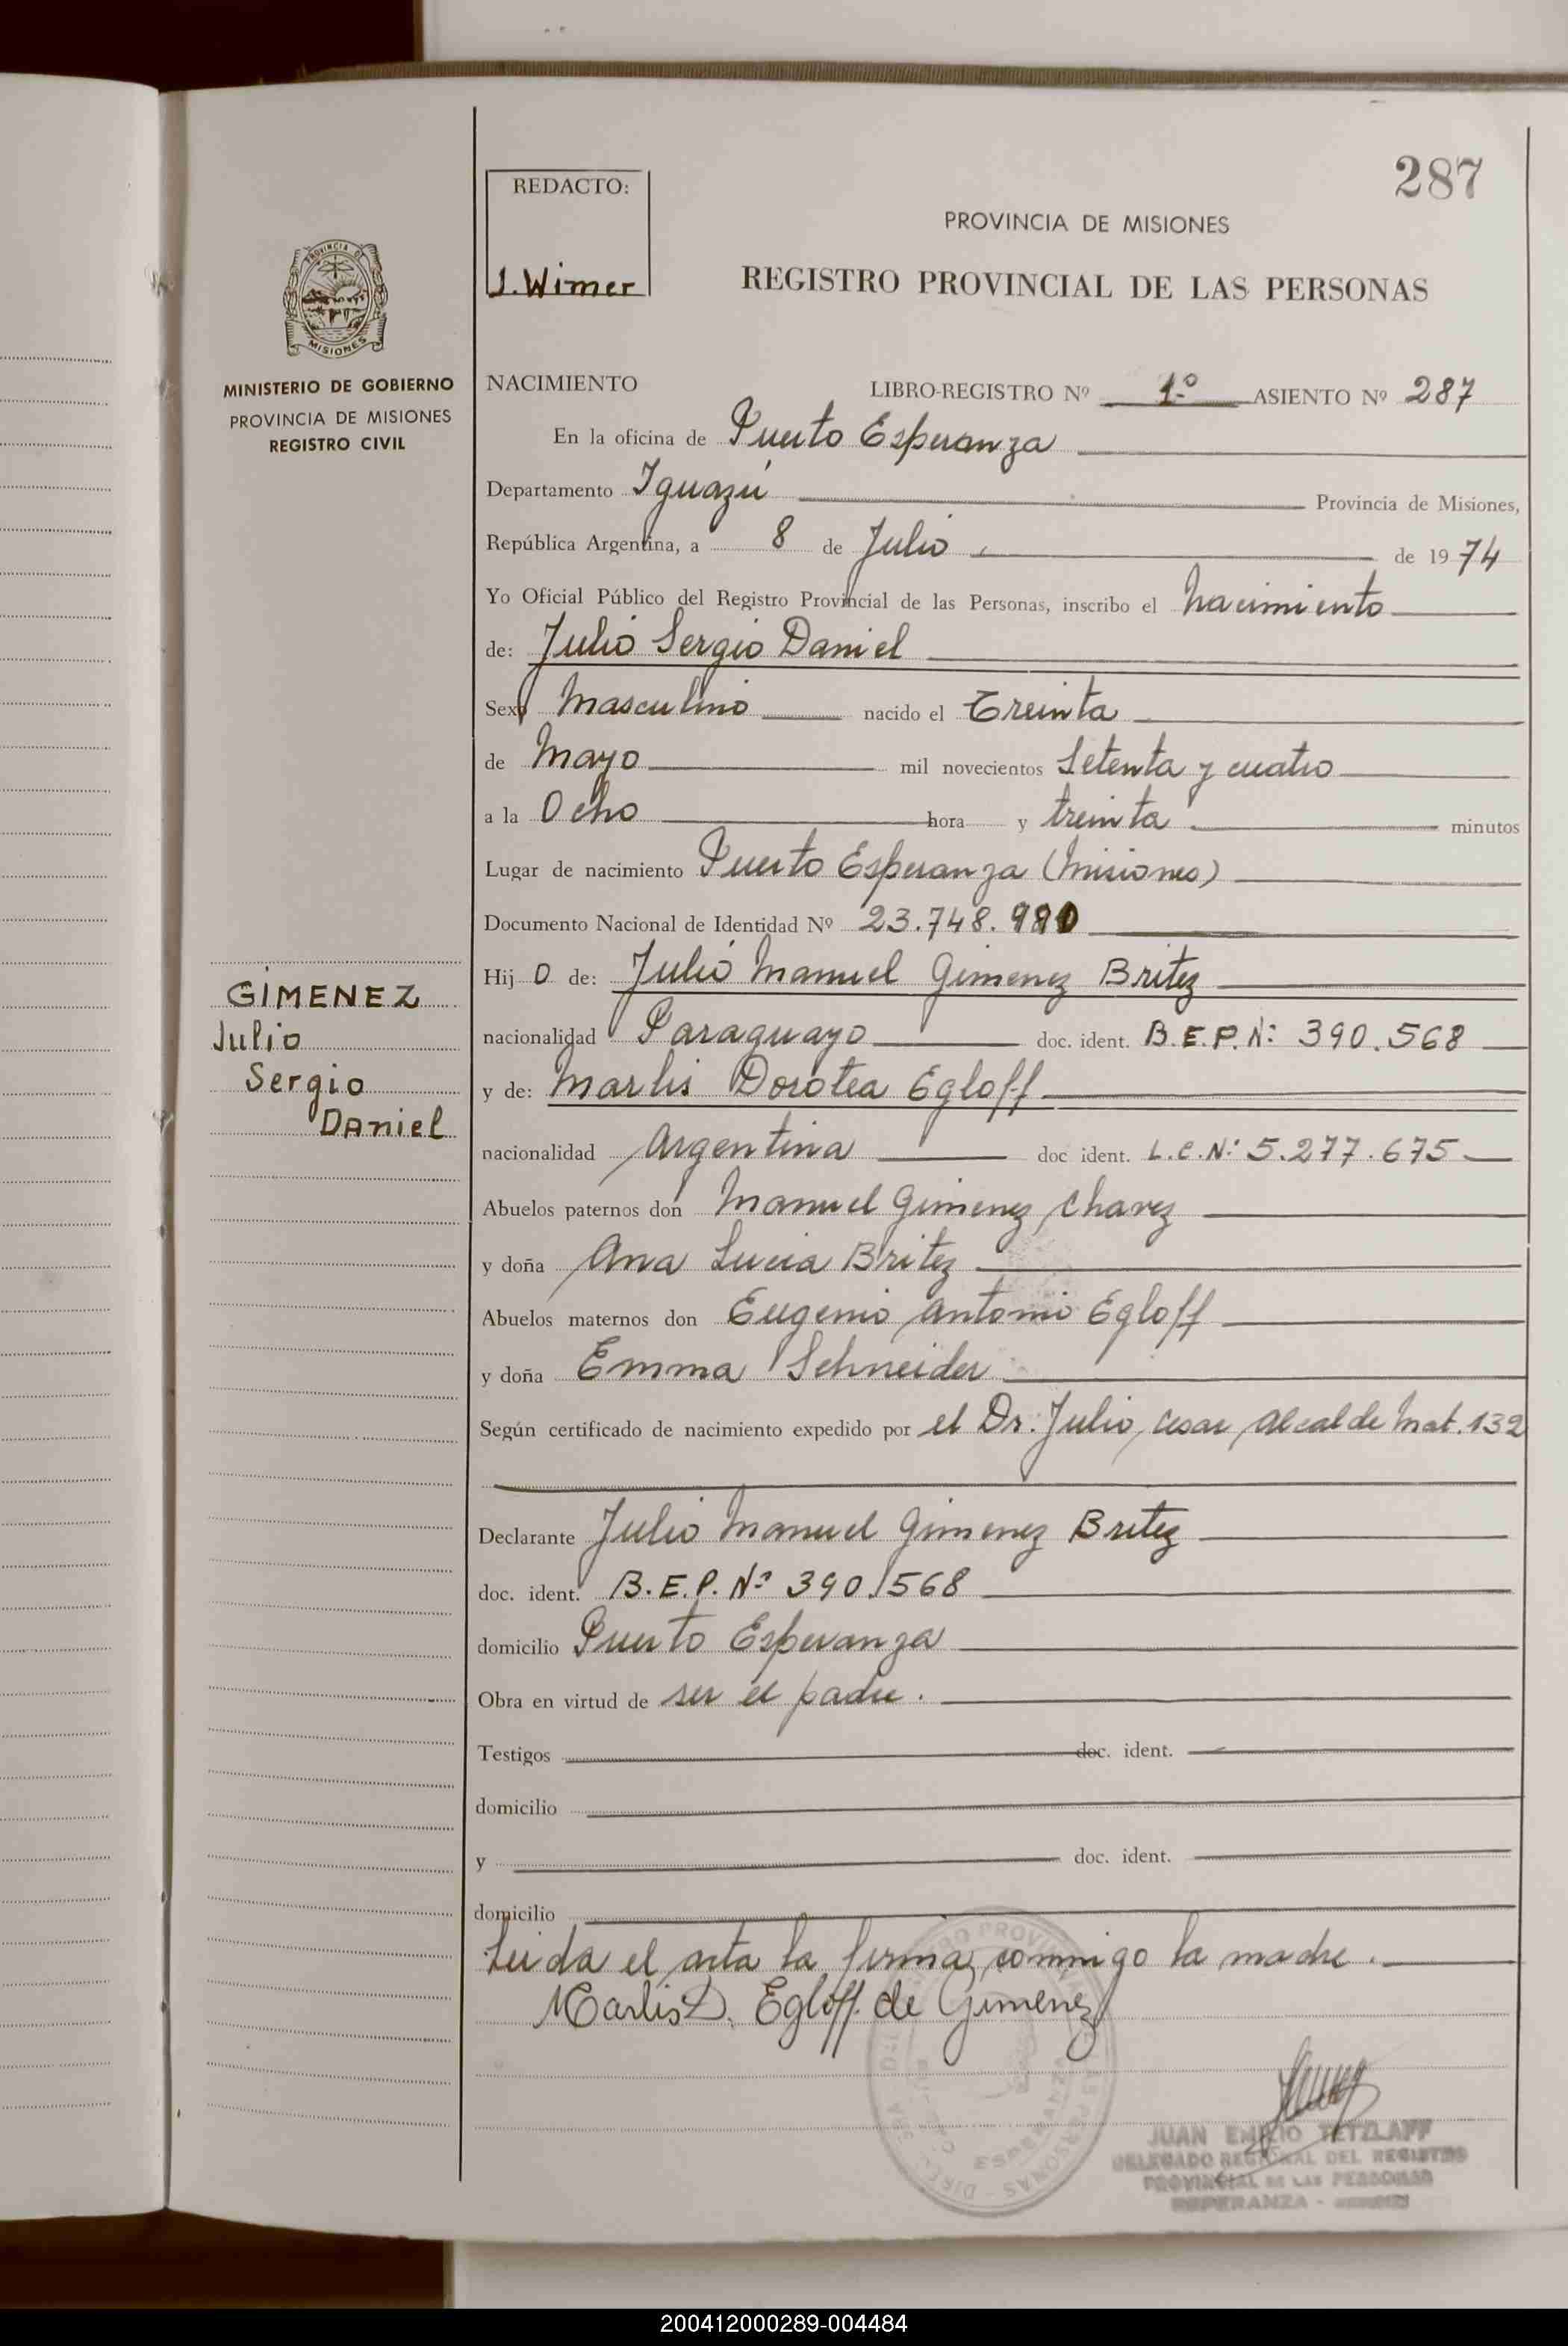 287
REDACTO:
J. Wimer
PROVINCIA DE MISIONES
REGISTRO PROVINCIAL DE LAS PERSONAS
PROVINCIA DE
MISIONES
MINISTERIO DE GOBIERNO
PROVINCIA DE MISIONES
REGISTRO CIVIL
NACIMIENTO LIBRO-REGISTRO Nº 1º ASIENTO Nº 287
En la oficina de Puerto Esperanza
Departamento Iguazú Provincia de Misiones,
República Argentina, a 8 de Julio de 1974
Yo Oficial Público del Registro Provincial de las Personas, inscribo el nacimiento
de: Julio Sergio Daniel
Sexo Masculino nacido el Treinta
de Mayo mil novecientos Setenta y cuatro
a la Ocho hora y treinta minutos
Lugar de nacimiento Puerto Esperanza (Misiones)
Documento Nacional de Identidad Nº 23.748.
Hij o de: Julio Manuel Gimenez Britez
GIMENEZ
Julio
Sergio
Daniel
nacionalidad Paraguayo doc. ident. B.E.P.Nº: 390.568
y de: Marlis Dorotea Egloff
nacionalidad Argentina doc ident. L.C.Nº: 5.277.675
Abuelos paternos don Manuel Gimenez Chavez
y doña Ana Lucia Britez
Abuelos maternos don Eugenio Antonio Egloff
y doña Emma Schneider
Según certificado de nacimiento expedido por el Dr. Julio Cesar Alcalde Mat. 132
Declarante Julio Manuel Gimenez Britez
doc. ident. B.E.P. Nº 390.568
domicilio Puerto Esperanza
Obra en virtud de ser el padre.
Testigos doc. ident.
domicilio
y doc. ident.
domicilio
Leida el acta la firma conmigo la madre.
Marlis D. Egloff de Gimenez
JUAN EMILIO TETZLAFF
DELEGADO REGIONAL DEL REGISTRO
PROVINCIAL DE LAS PERSONAS
ESPERANZA -
200412000289-004484